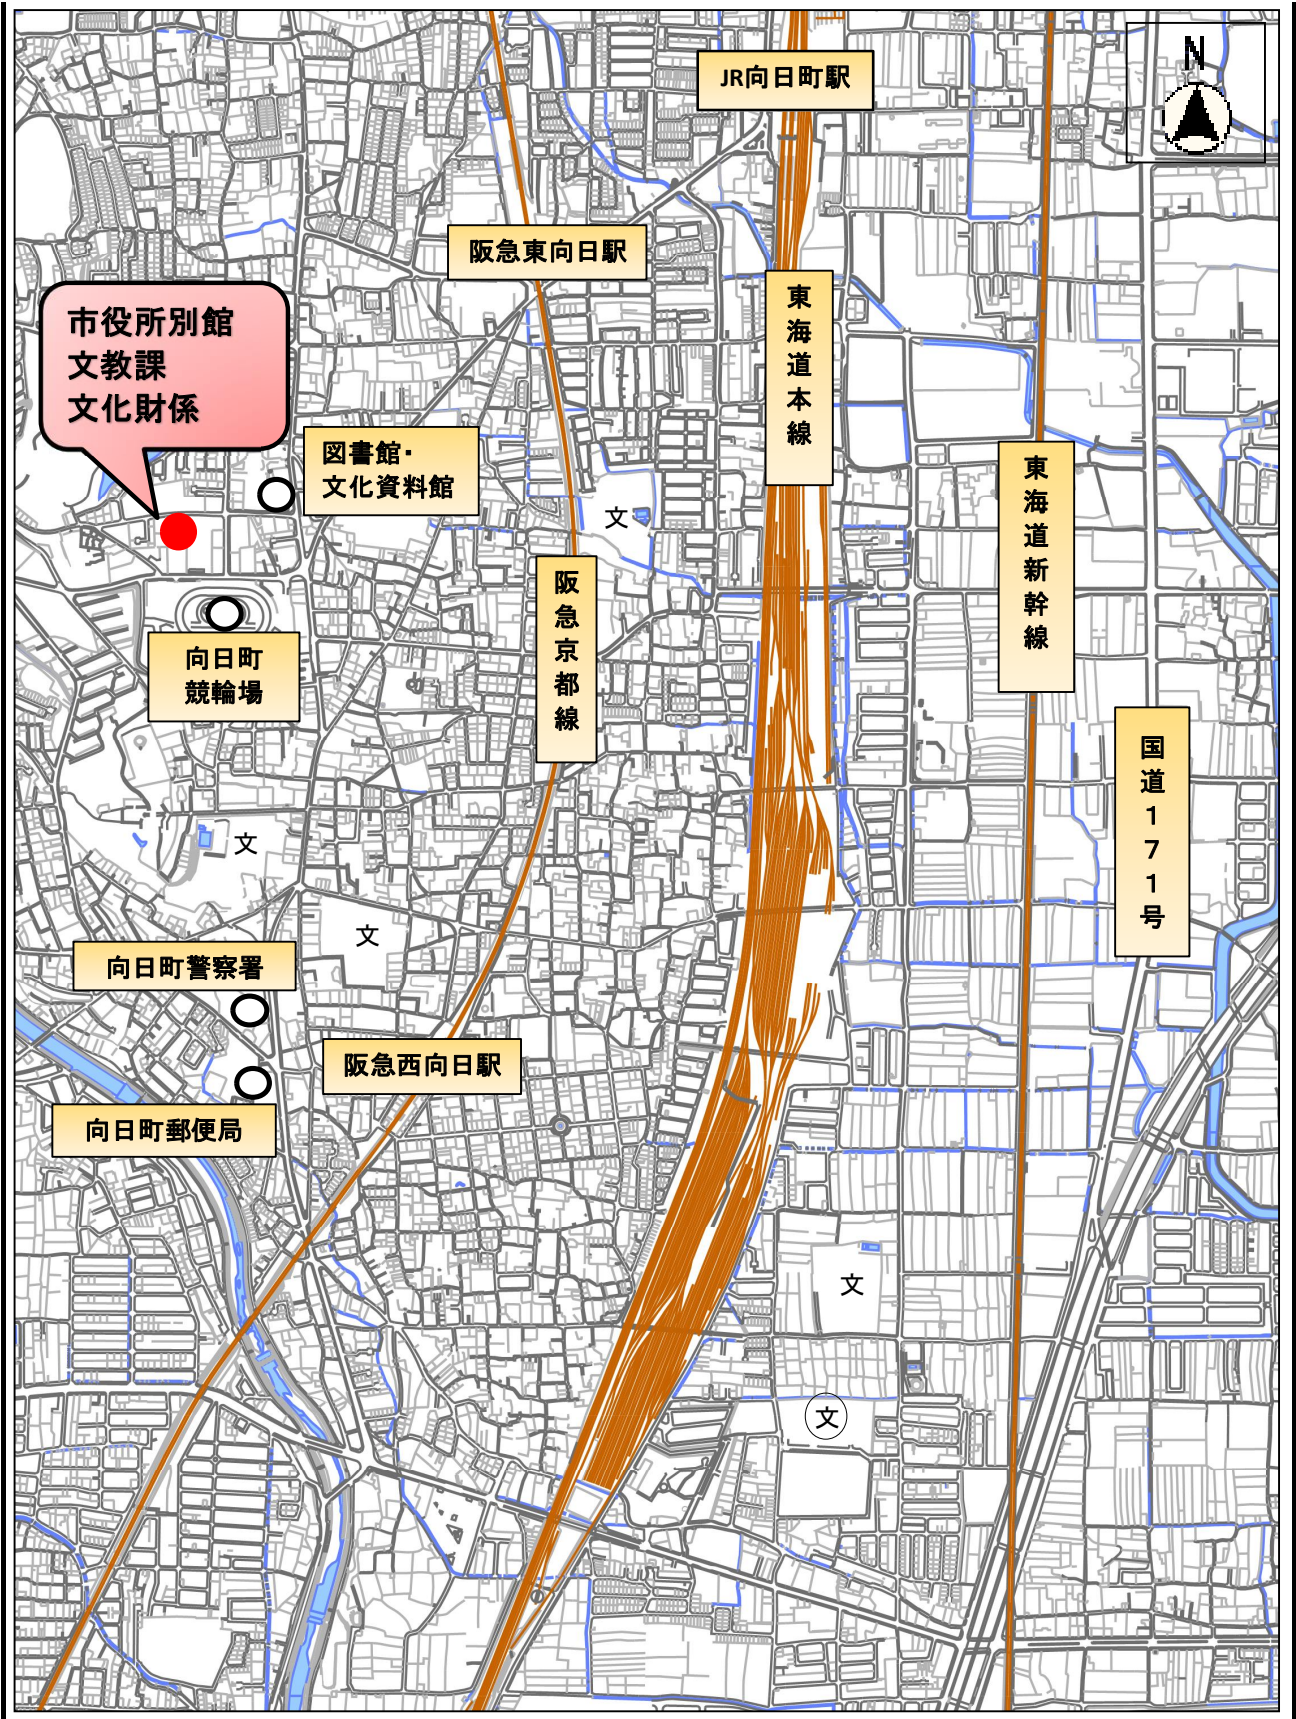 N
JR向日町駅
阪急東向日駅
市役所別館
文教課
文化財係
東海道本線
図書館・
文化資料館
東海道新幹線
文
阪急京都線
向日町
競輪場
国道171号
文
文
向日町警察署
阪急西向日駅
向日町郵便局
文
文